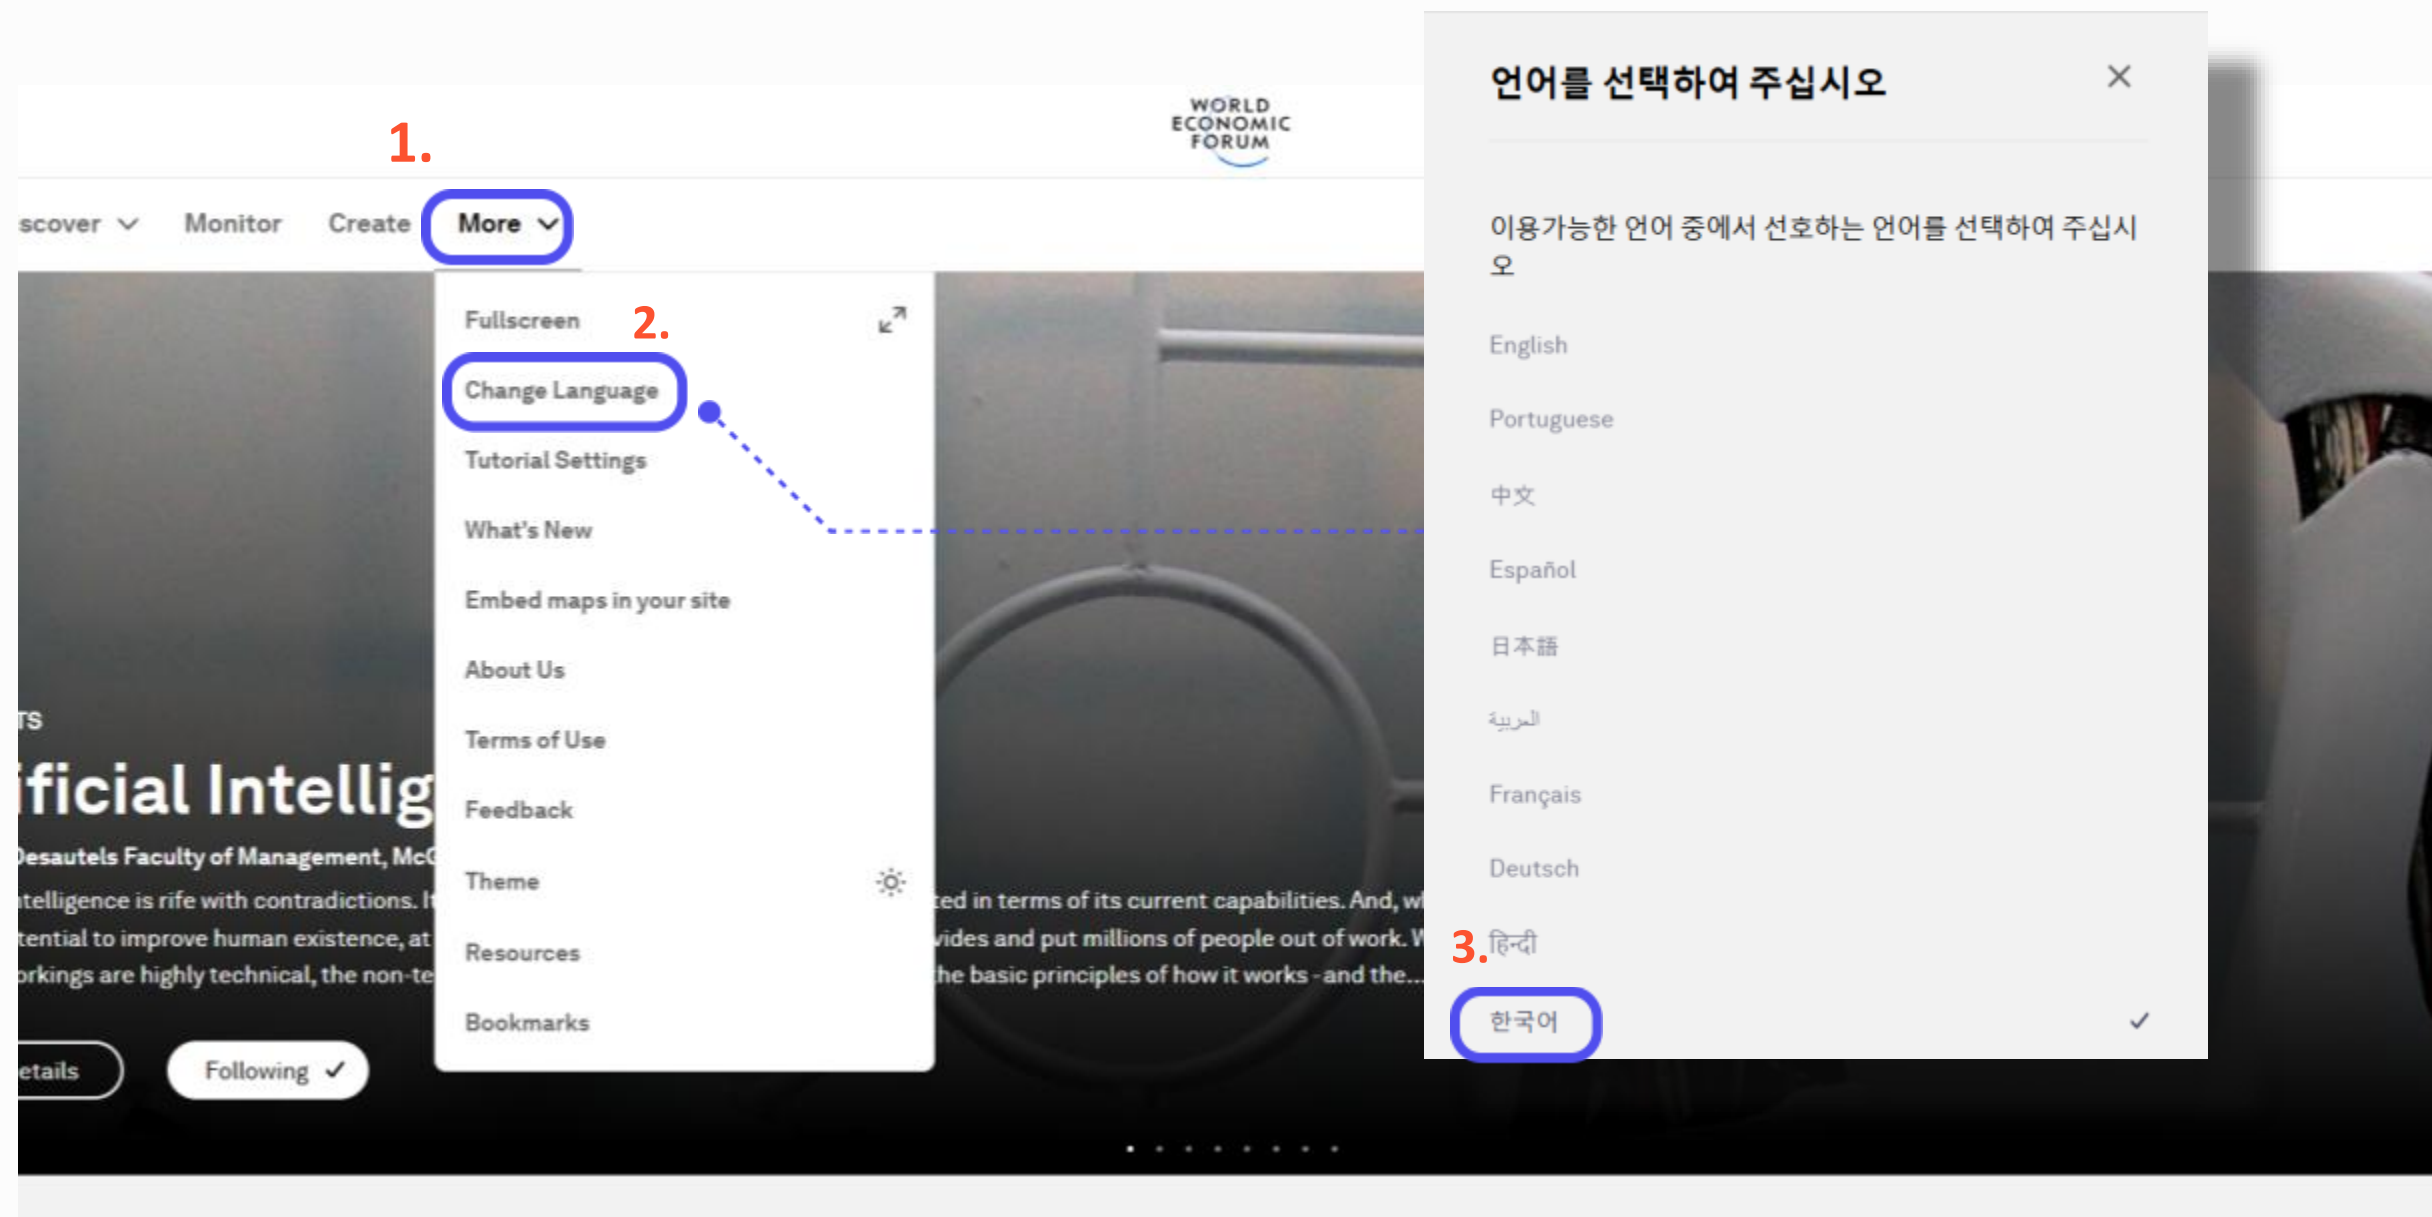 WORLD
ECONOMIC
FORUM
1.
scover
Monitor
Create
More
Fullscreen
2.
Change Language
Tutorial Settings
What's New
Embed maps in your site
About Us
Terms of Use
Feedback
Theme
Resources
Bookmarks
TS
ificial Intellig
Desautels Faculty of Management, McG
ntelligence is rife with contradictions. It
ted in terms of its current capabilities. And, wh
tential to improve human existence, at
vides and put millions of people out of work. W
orkings are highly technical, the non-te
he basic principles of how it works - and the...
etails
Following
언어를 선택하여 주십시오
이용가능한 언어 중에서 선호하는 언어를 선택하여 주십시
오
English
Portuguese
中文
Español
日本語
العربية
Français
Deutsch
3.
हिन्दी
한국어